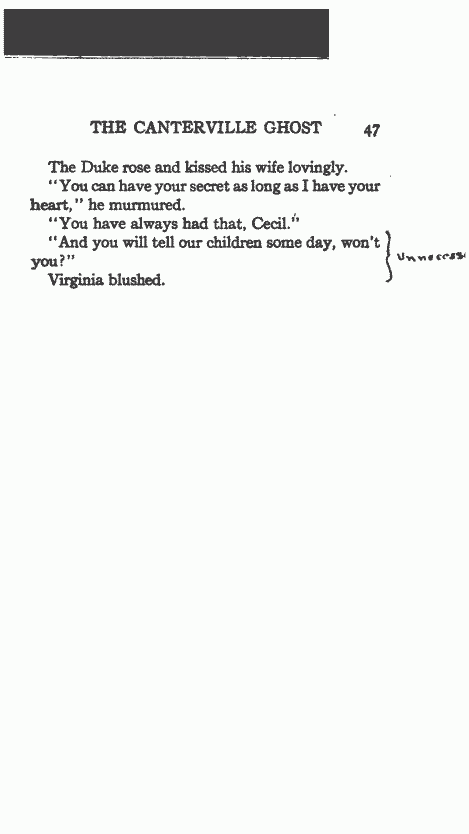 THE CANTERVILLE GHOST 47
The Duke rose and kissed his wife lovingly.
"You can have your secret as long as I have your
heart," he murmured.
"You have always had that, Cecil."
"And you will tell our children some day, won't
you?"
Virginia blushed.